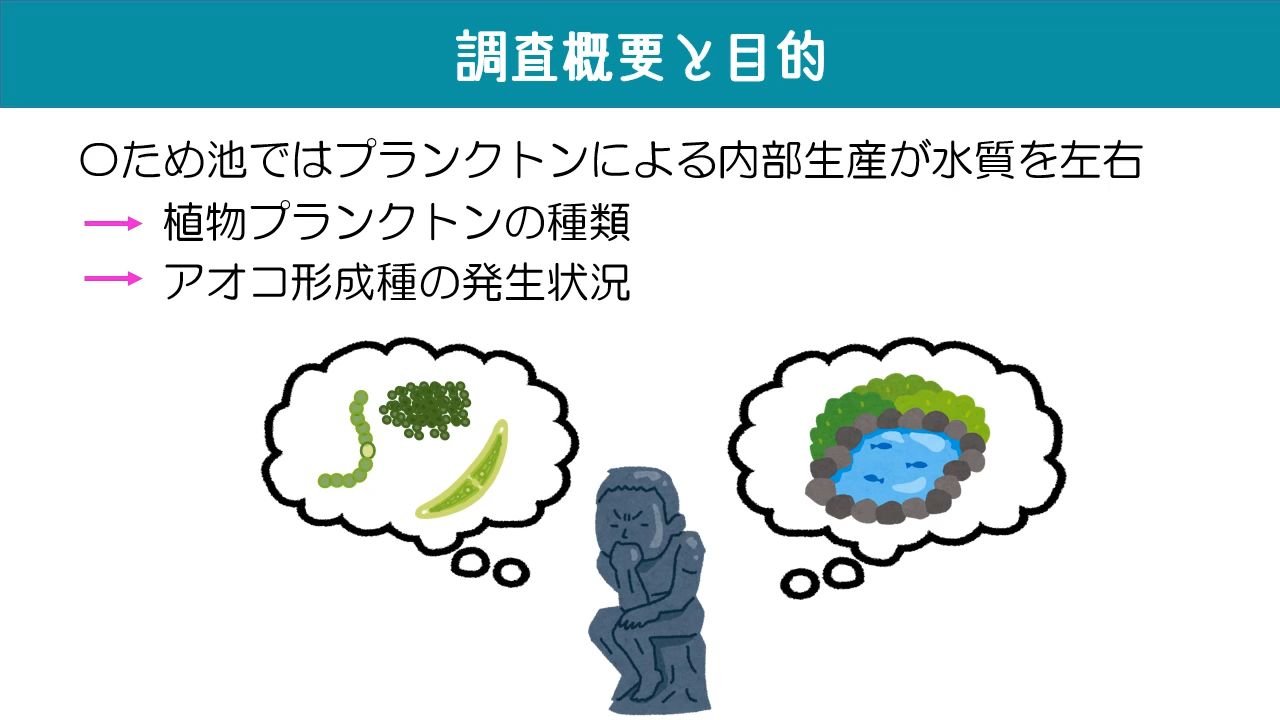 調査概要と目的
〇ため池ではプランクトンによる内部生産が水質を左右
植物プランクトンの種類
アオコ形成種の発生状況